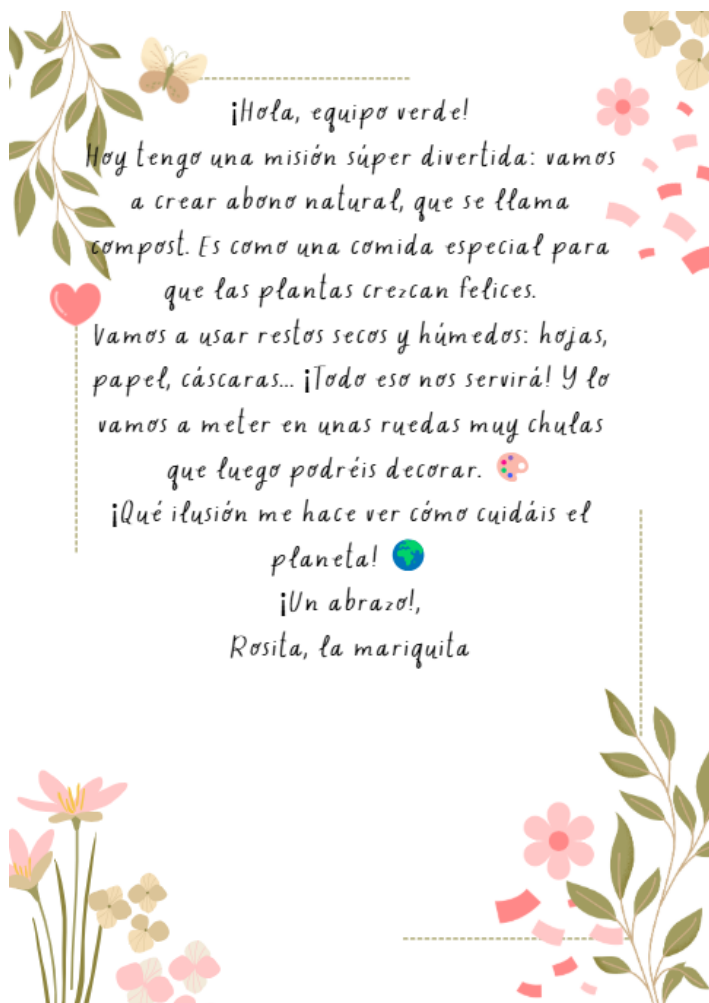 ¡Hola, equipo verde!
Hoy tengo una misión súper divertida: vamos
a crear abono natural, que se llama
compost. Es como una comida especial para
que las plantas crezcan felices.
Vamos a usar restos secos y húmedos: hojas,
papel, cáscaras... ¡Todo eso nos servirá! Y lo
vamos a meter en unas ruedas muy chulas
que luego podréis decorar. 🎨
¡Qué ilusión me hace ver cómo cuidáis el
planeta! 🌍
¡Un abrazo!,
Rosita, la mariquita